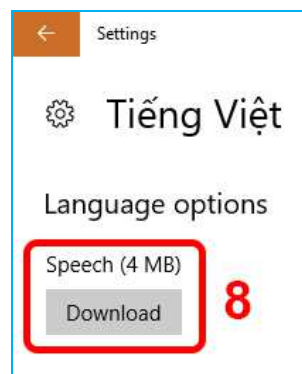 Settings
Tiếng Việt
Language options
Speech (4 MB)
Download
8